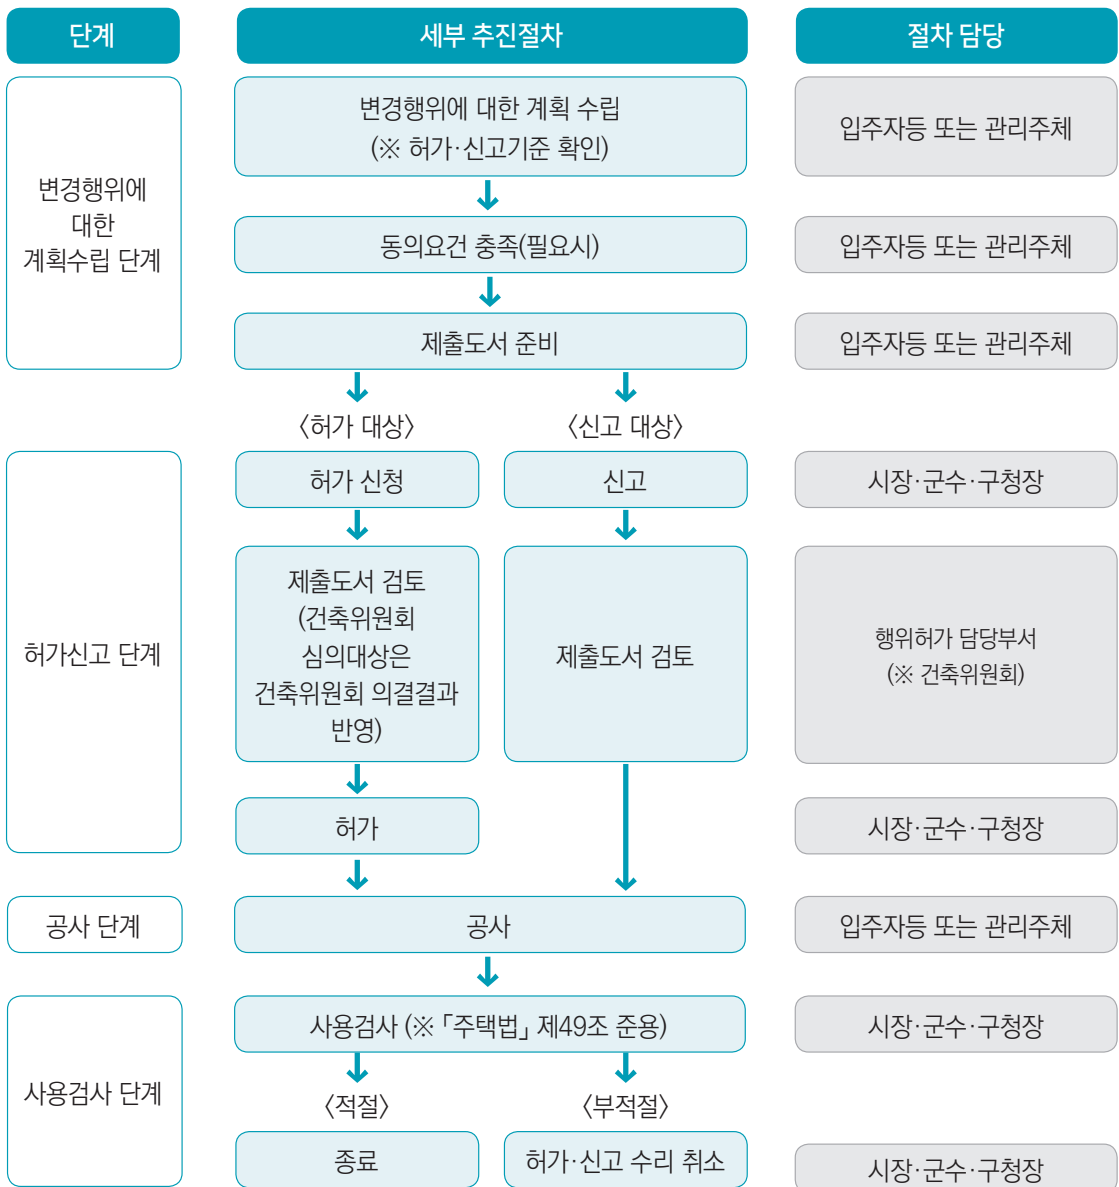 단계
세부 추진절차
절차 담당
변경행위에
대한
계획수립 단계
변경행위에 대한 계획 수립
(※ 허가·신고기준 확인)
입주자등 또는 관리주체
동의요건 충족(필요시)
입주자등 또는 관리주체
제출도서 준비
입주자등 또는 관리주체
〈허가 대상〉
〈신고 대상〉
허가신고 단계
허가 신청
신고
시장·군수·구청장
제출도서 검토
(건축위원회
심의대상은
건축위원회 의결결과
반영)
제출도서 검토
행위허가 담당부서
(※ 건축위원회)
허가
시장·군수·구청장
공사 단계
공사
입주자등 또는 관리주체
사용검사 단계
사용검사 (※ 「주택법」 제49조 준용)
시장·군수·구청장
〈적절〉
〈부적절〉
종료
허가·신고 수리 취소
시장·군수·구청장